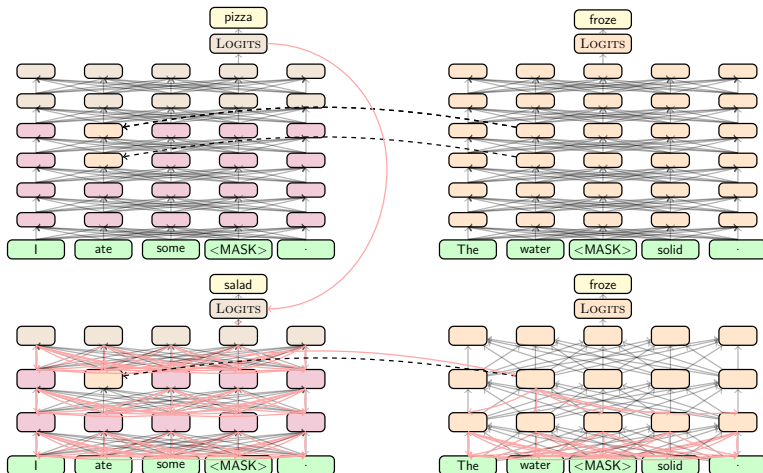 pizza
froze
LOGITS
LOGITS
I ate some <MASK> .
The water <MASK> solid .
salad
froze
LOGITS
LOGITS
I ate some <MASK> .
The water <MASK> solid .